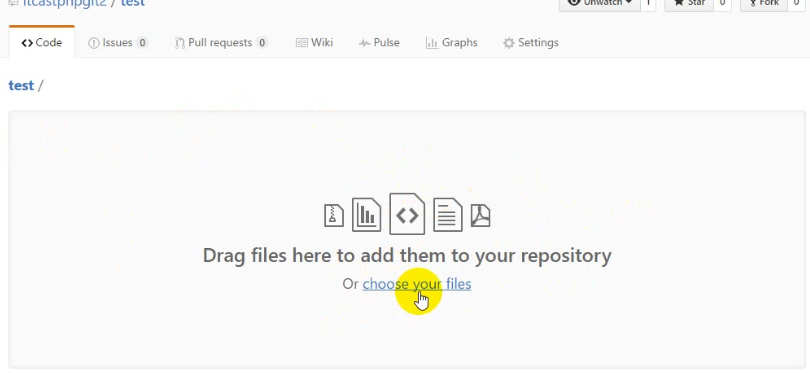 itcastphpgit2 / test
Unwatch 1 Star 0 Fork 0
Code Issues 0 Pull requests 0 Wiki Pulse Graphs Settings
test /
Drag files here to add them to your repository
Or choose your files